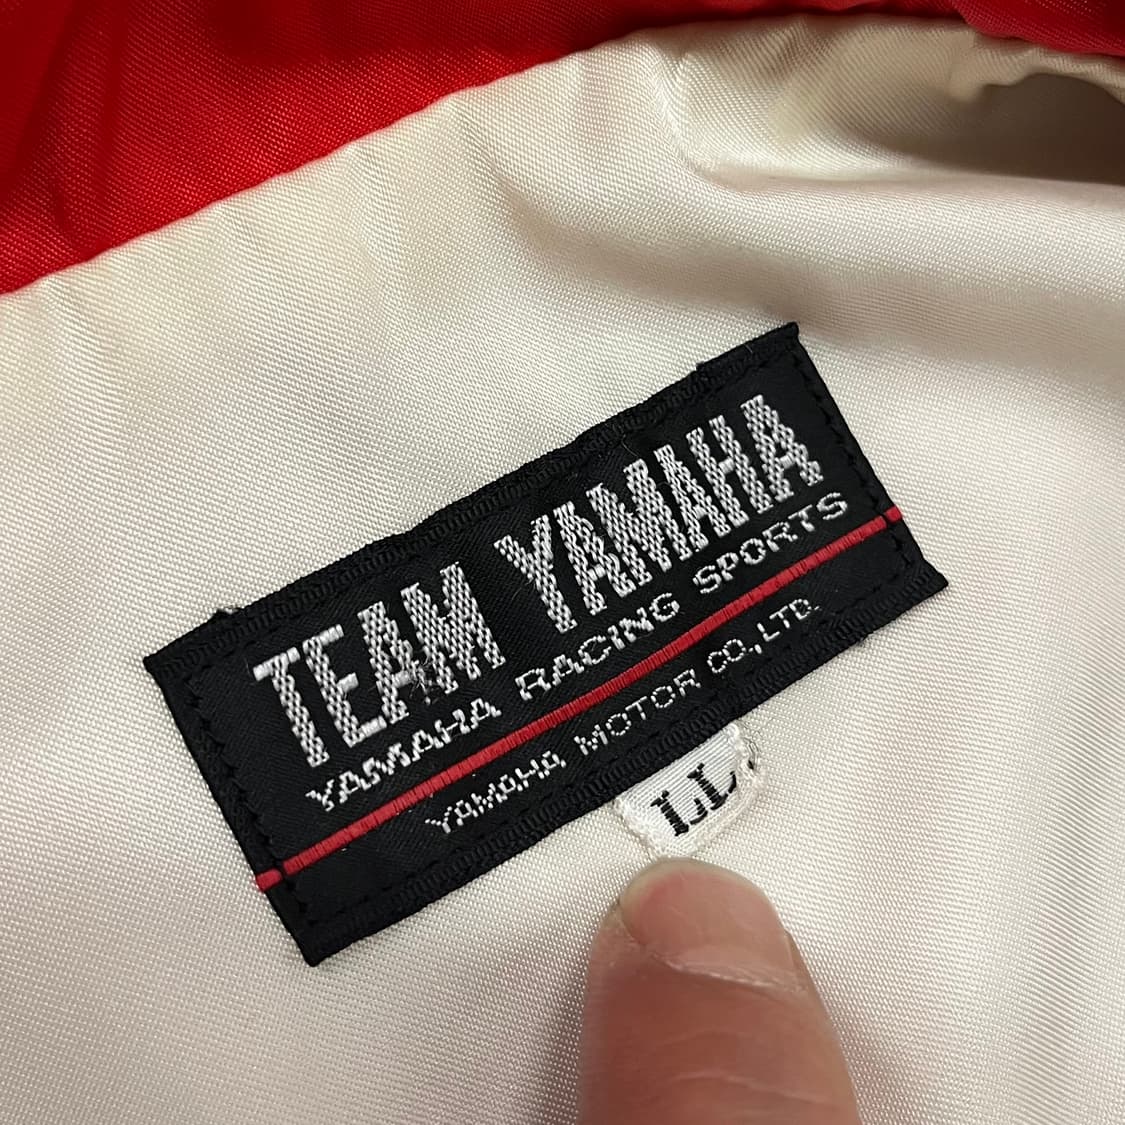 TEAM YAMAHA
YAMAHA RACING SPORTS
YAMAHA MOTOR CO., LTD.
LL